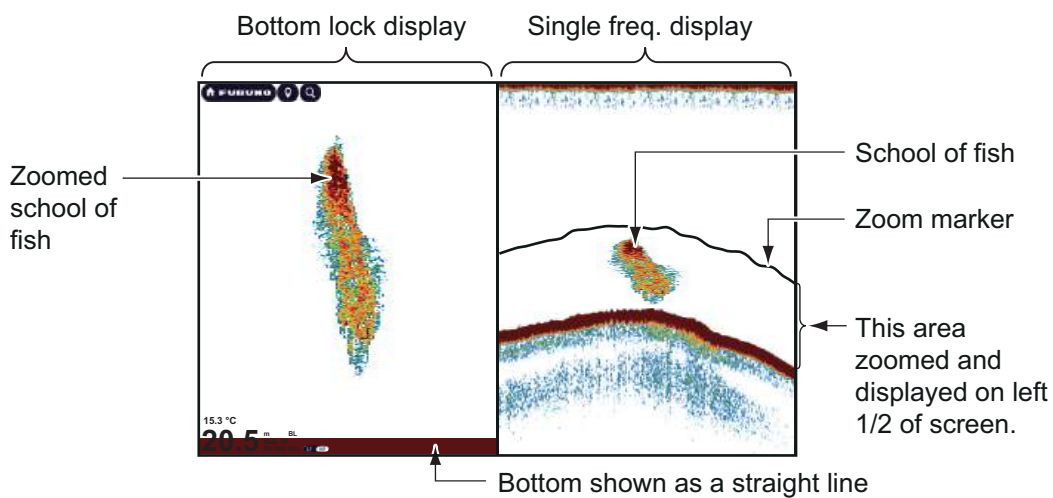 Bottom lock display
Single freq. display
FURUNO
School of fish
Zoomed
school of
fish
Zoom marker
This area
zoomed and
displayed on left
1/2 of screen.
15.3 °C
20.5 m BL
Bottom shown as a straight line